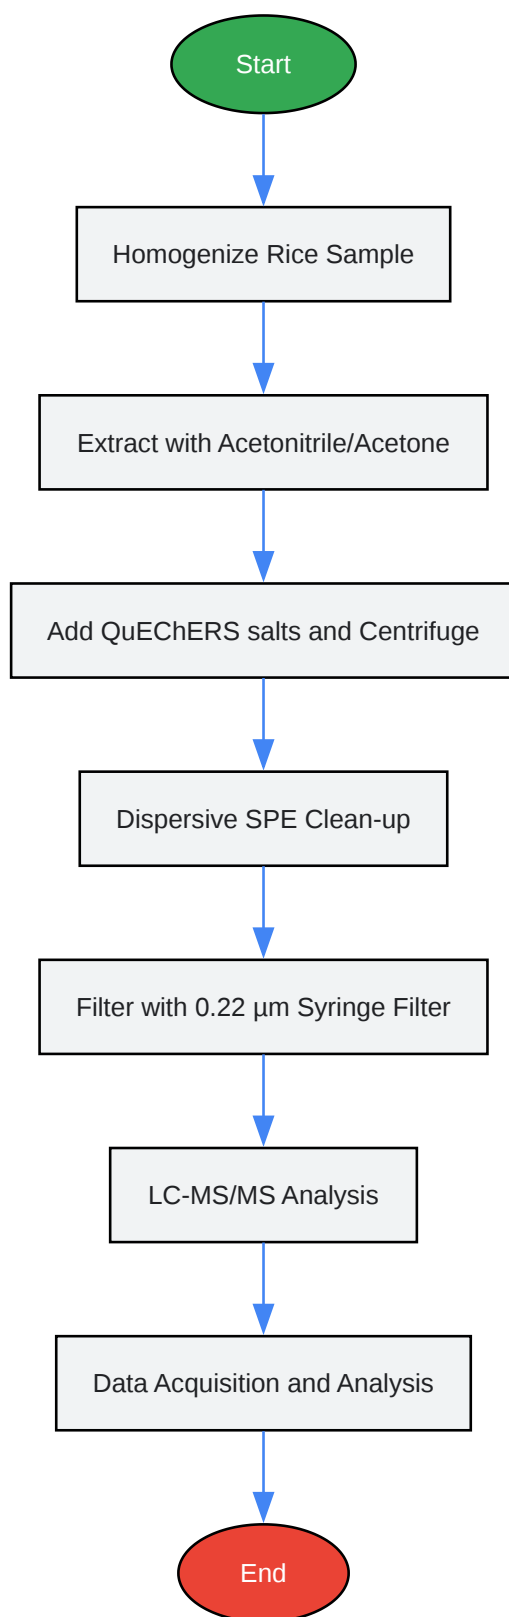 Start
Homogenize Rice Sample
Extract with Acetonitrile/Acetone
Add QuEChERS salts and Centrifuge
Dispersive SPE Clean-up
Filter with 0.22 µm Syringe Filter
LC-MS/MS Analysis
Data Acquisition and Analysis
End